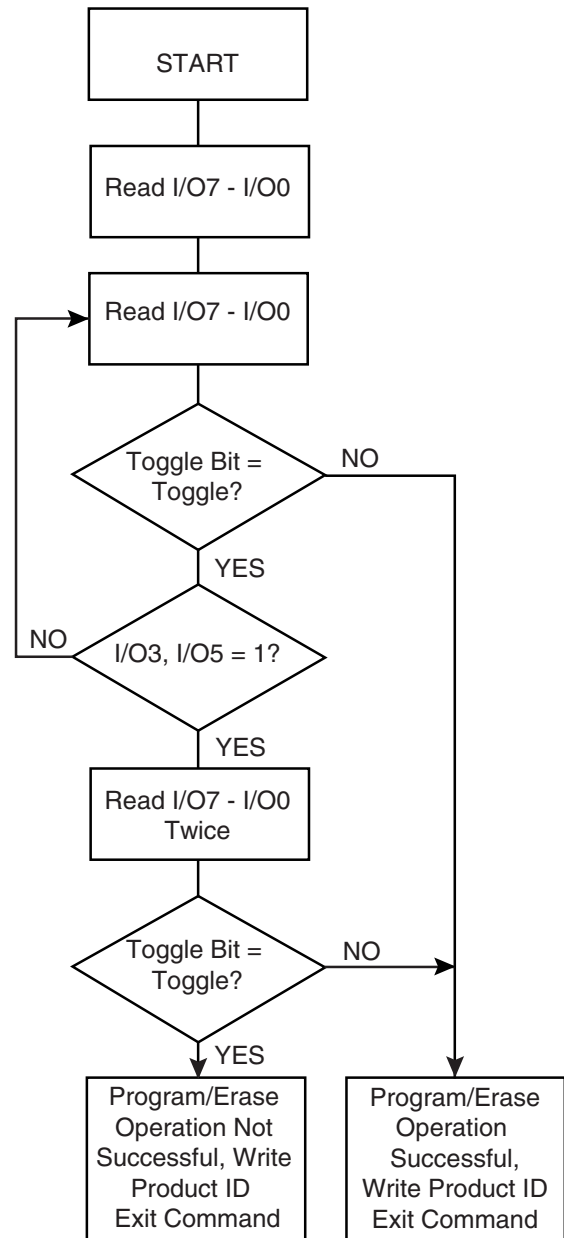 START
Read I/O7 - I/O0
Read I/O7 - I/O0
Toggle Bit =
Toggle?
NO
YES
NO
I/O3, I/O5 = 1?
YES
Read I/O7 - I/O0
Twice
Toggle Bit =
Toggle?
NO
YES
Program/Erase
Operation Not
Successful, Write
Product ID
Exit Command
Program/Erase
Operation
Successful,
Write Product ID
Exit Command